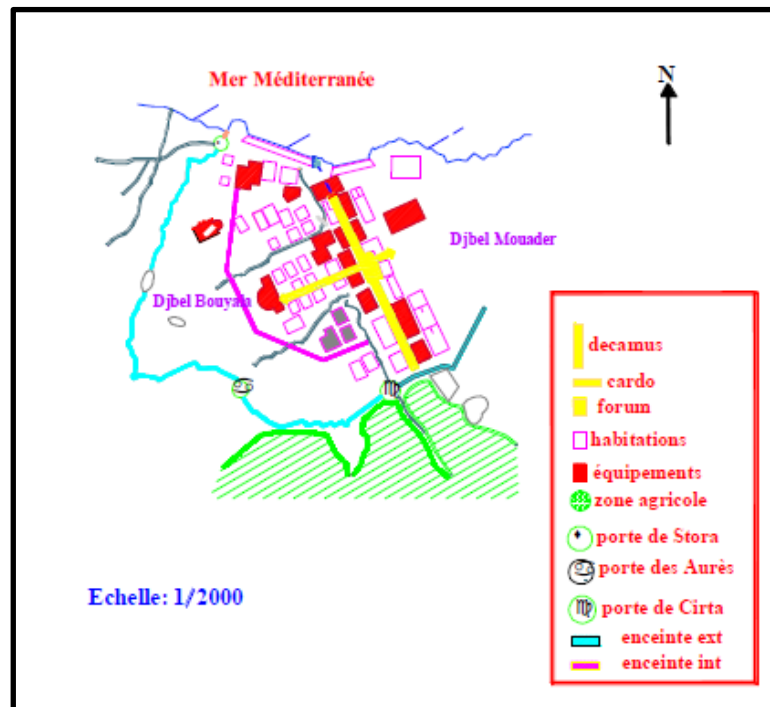 Mer Méditerranée
N
Djbel Mouader
Djbel Bouyala
decamus
cardo
forum
habitations
équipements
zone agricole
porte de Stora
porte des Aurès
porte de Cirta
enceinte ext
enceinte int
Echelle: 1/2000